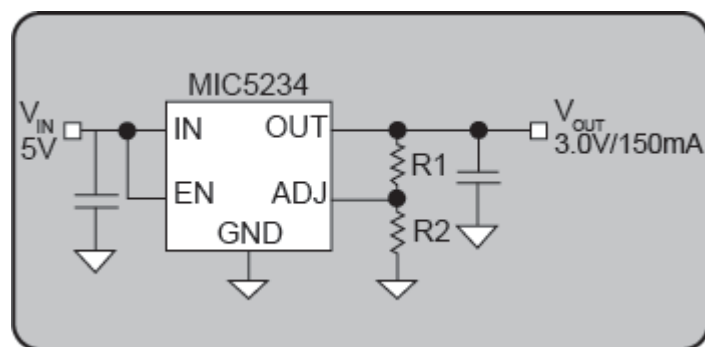 MIC5234
VIN
5V
IN
OUT
EN
ADJ
GND
R1
R2
VOUT
3.0V/150mA